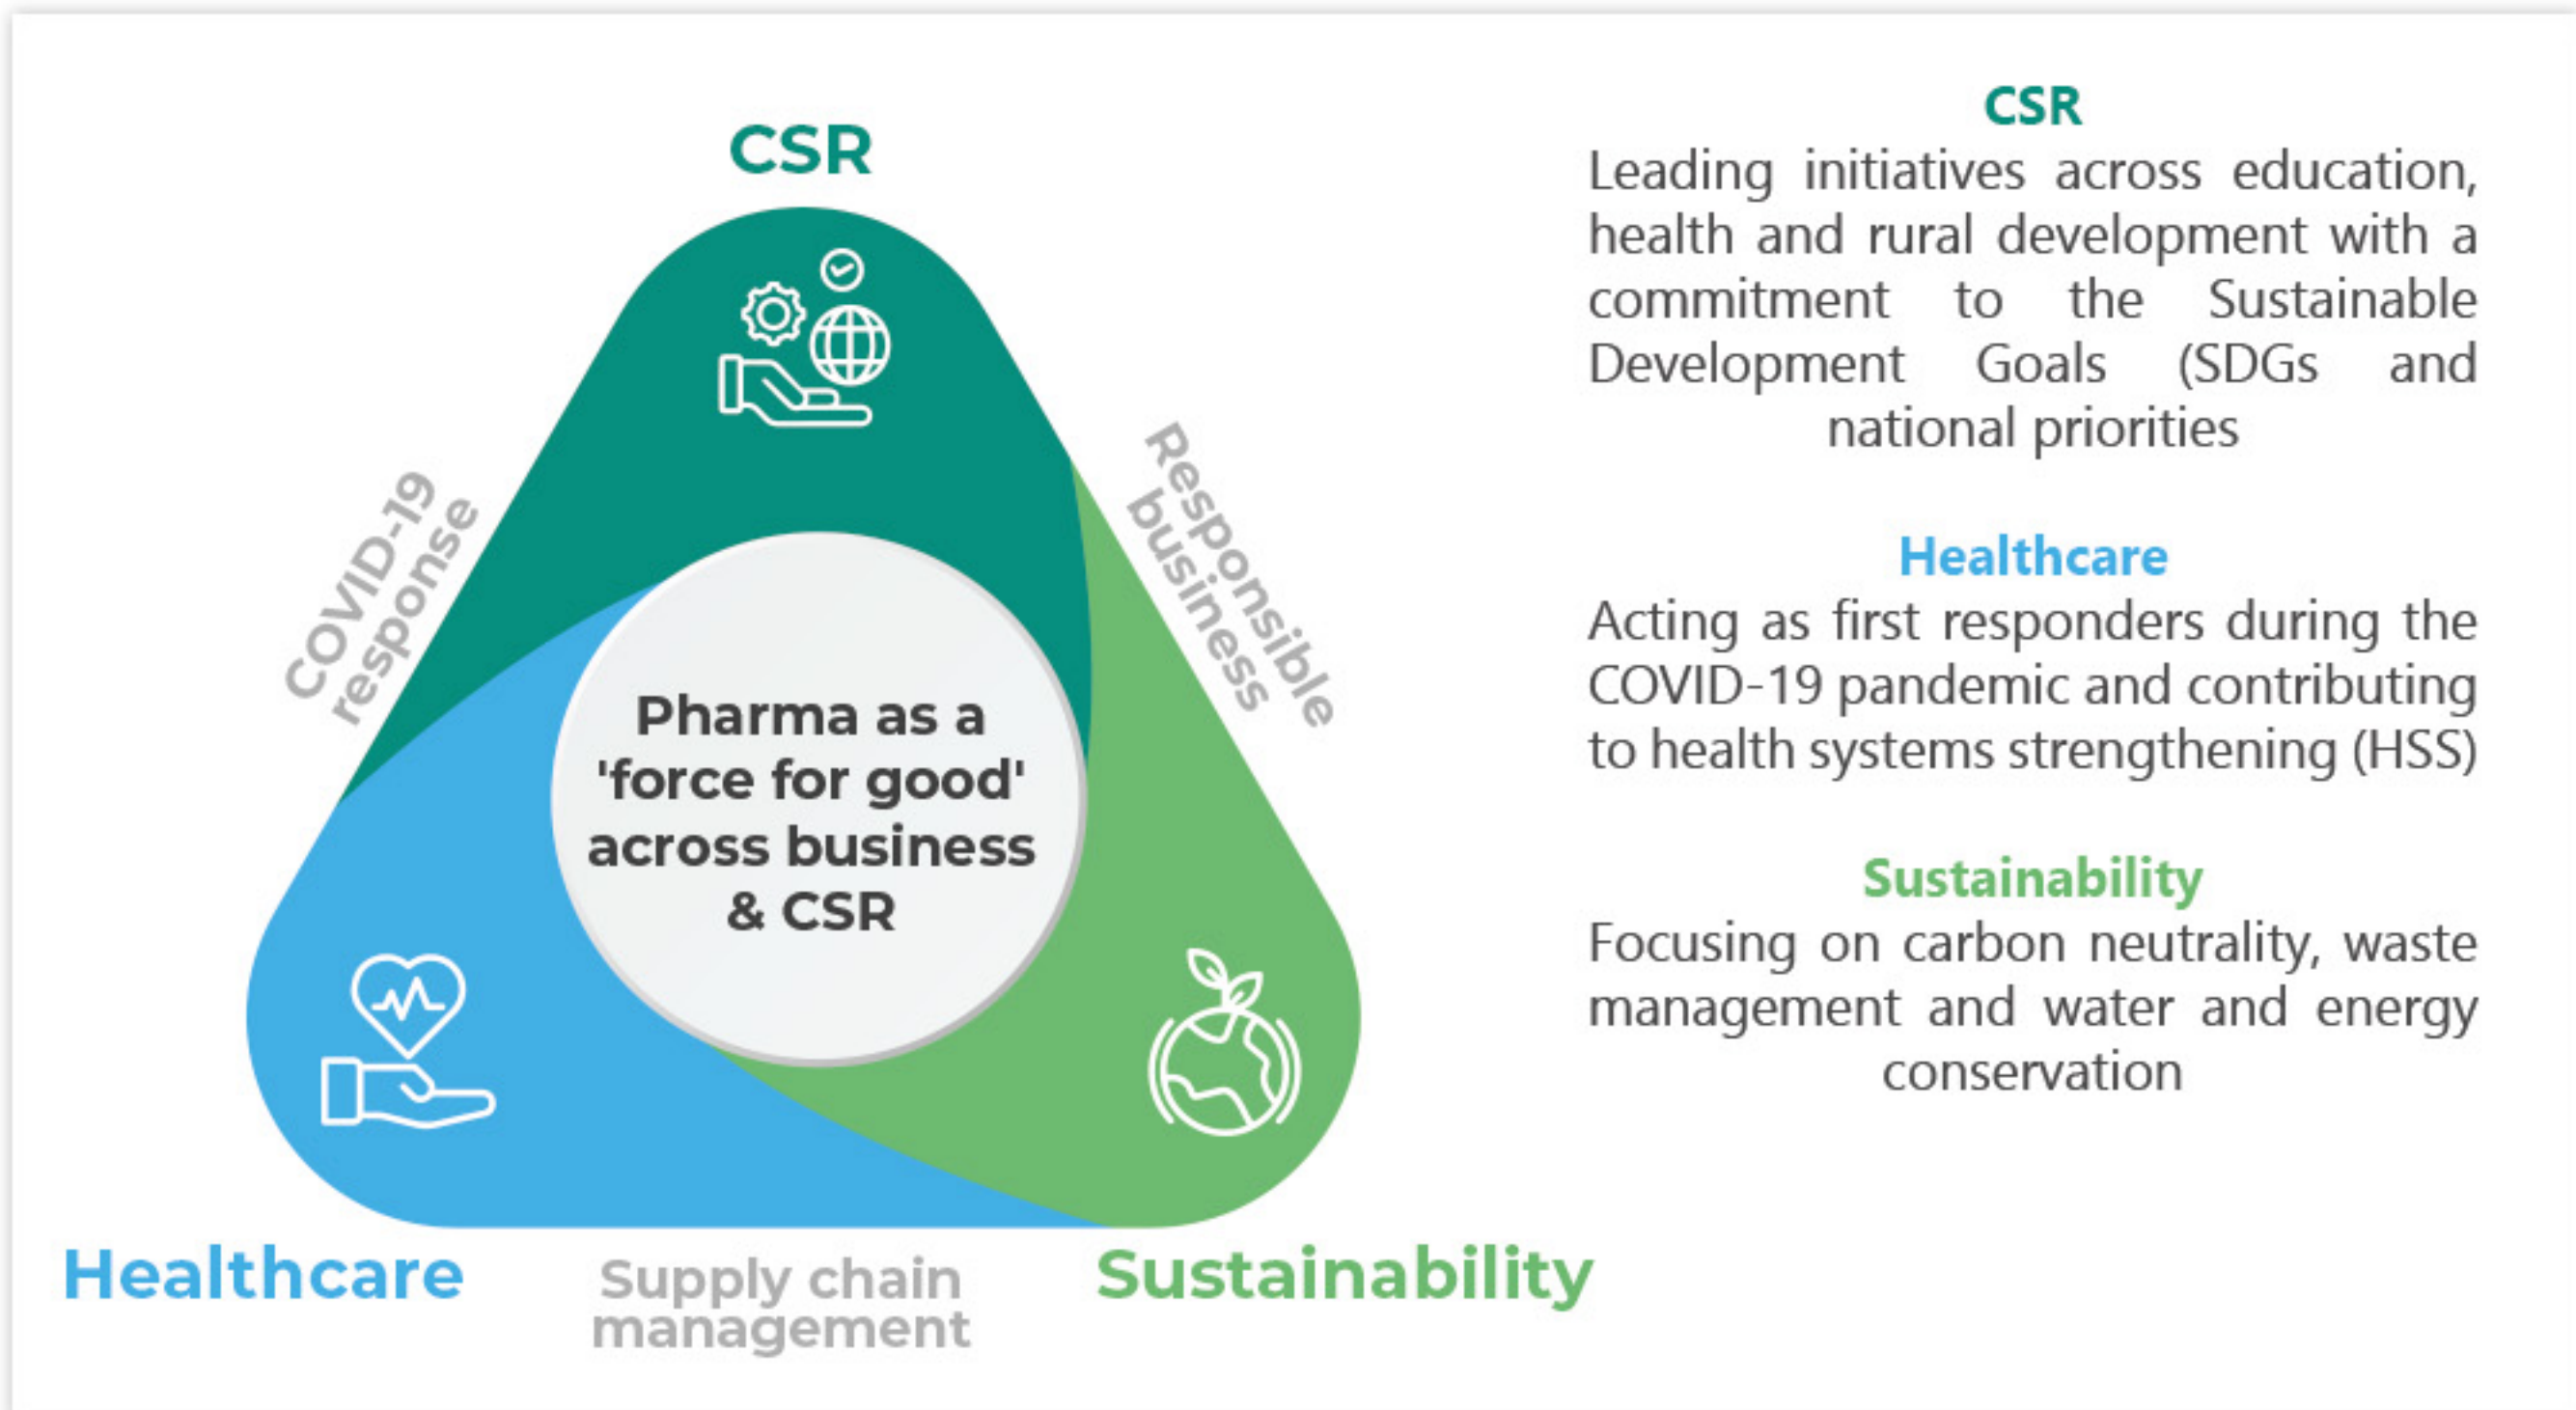 CSR
COVID-19
response
Responsible
business
Pharma as a
'force for good'
across business
& CSR
Healthcare
Supply chain
management
Sustainability
CSR
Leading initiatives across education,
health and rural development with a
commitment to the Sustainable
Development Goals (SDGs and
national priorities
Healthcare
Acting as first responders during the
COVID-19 pandemic and contributing
to health systems strengthening (HSS)
Sustainability
Focusing on carbon neutrality, waste
management and water and energy
conservation